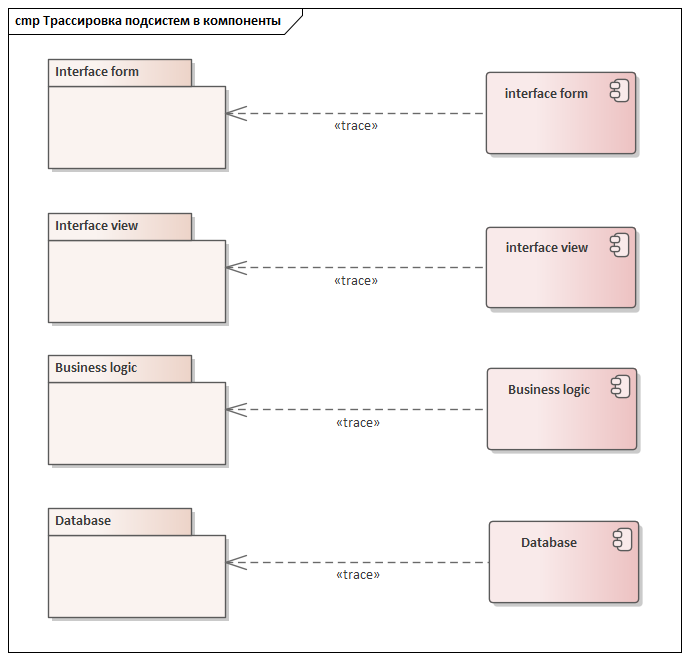 cmp Трассировка подсистем в компоненты
Interface form
interface form
«trace»
Interface view
interface view
«trace»
Business logic
Business logic
«trace»
Database
Database
«trace»